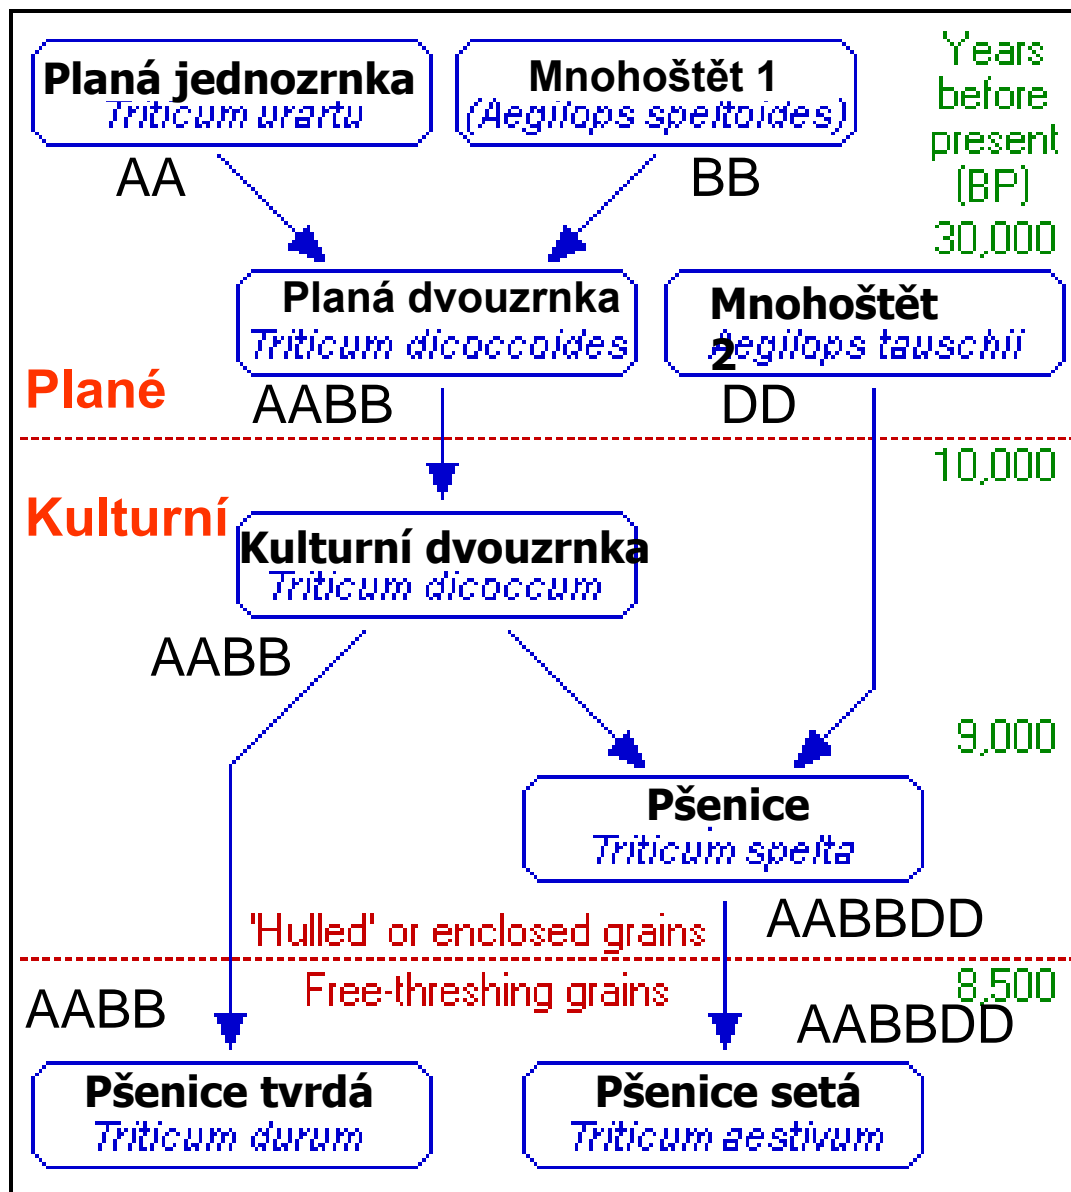 Planá jednozrnka
Triticum urartu
Mnohoštět 1
(Aegilops speltoides)
Years
before
present
(BP)
AA
BB
30,000
Planá dvouzrnka
Triticum dicoccoides
Mnohoštět
2
Aegilops tauschii
Plané
AABB
DD
10,000
Kulturní
Kulturní dvouzrnka
Triticum dicoccum
AABB
9,000
Pšenice
Triticum spelta
AABBDD
'Hulled' or enclosed grains
Free-threshing grains
8,500
AABB
AABBDD
Pšenice tvrdá
Triticum durum
Pšenice setá
Triticum aestivum